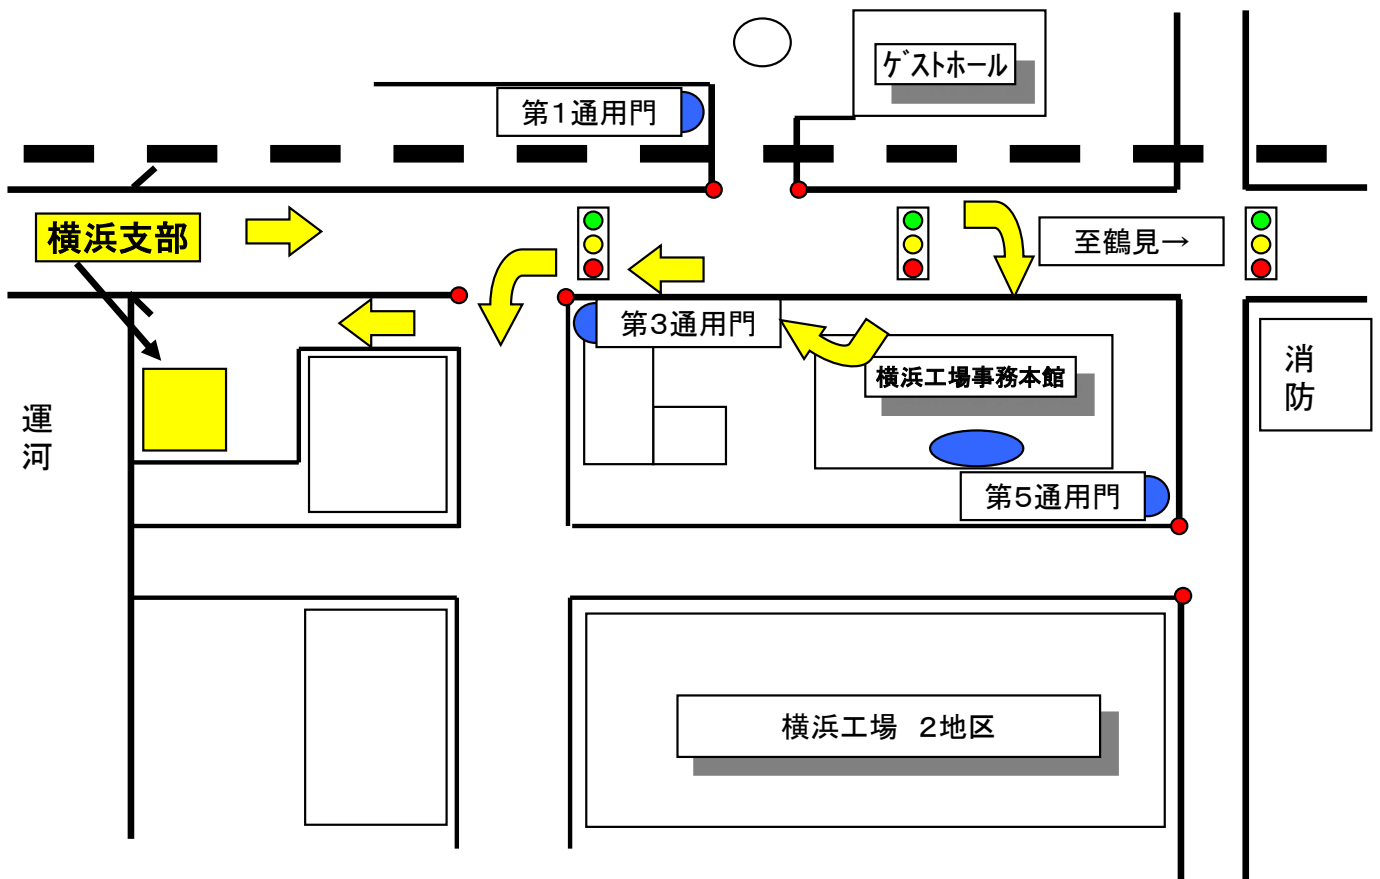 ｹﾞストホール
第１通用門
横浜支部
至鶴見→
第３通用門
横浜工場事務本館
消
防
運
河
第５通用門
横浜工場　２地区